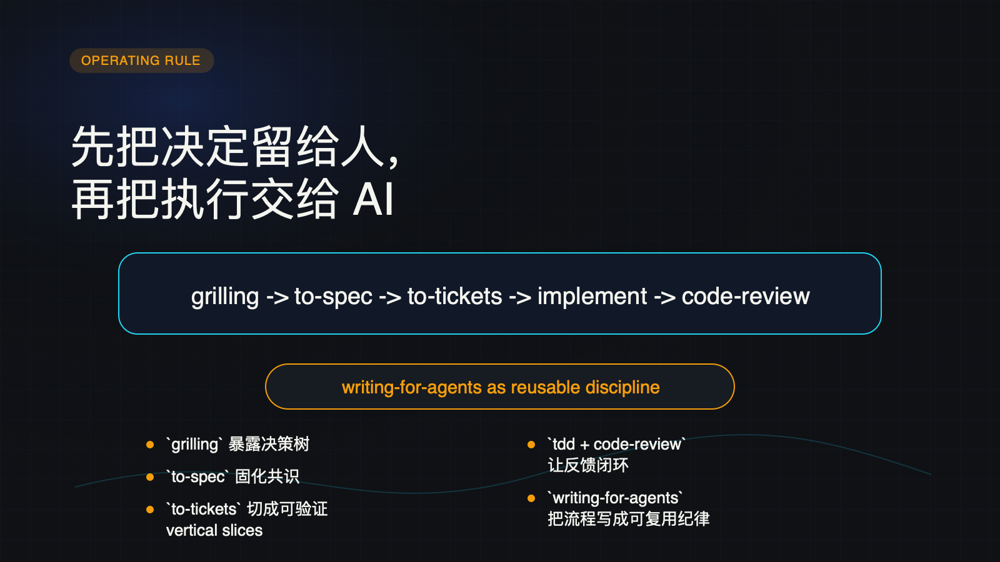 OPERATING RULE
先把决定留给人，
再把执行交给 AI
grilling -> to-spec -> to-tickets -> implement -> code-review
writing-for-agents as reusable discipline
`grilling` 暴露决策树
`to-spec` 固化共识
`to-tickets` 切成可验证
vertical slices
`tdd + code-review`
让反馈闭环
`writing-for-agents`
把流程写成可复用纪律